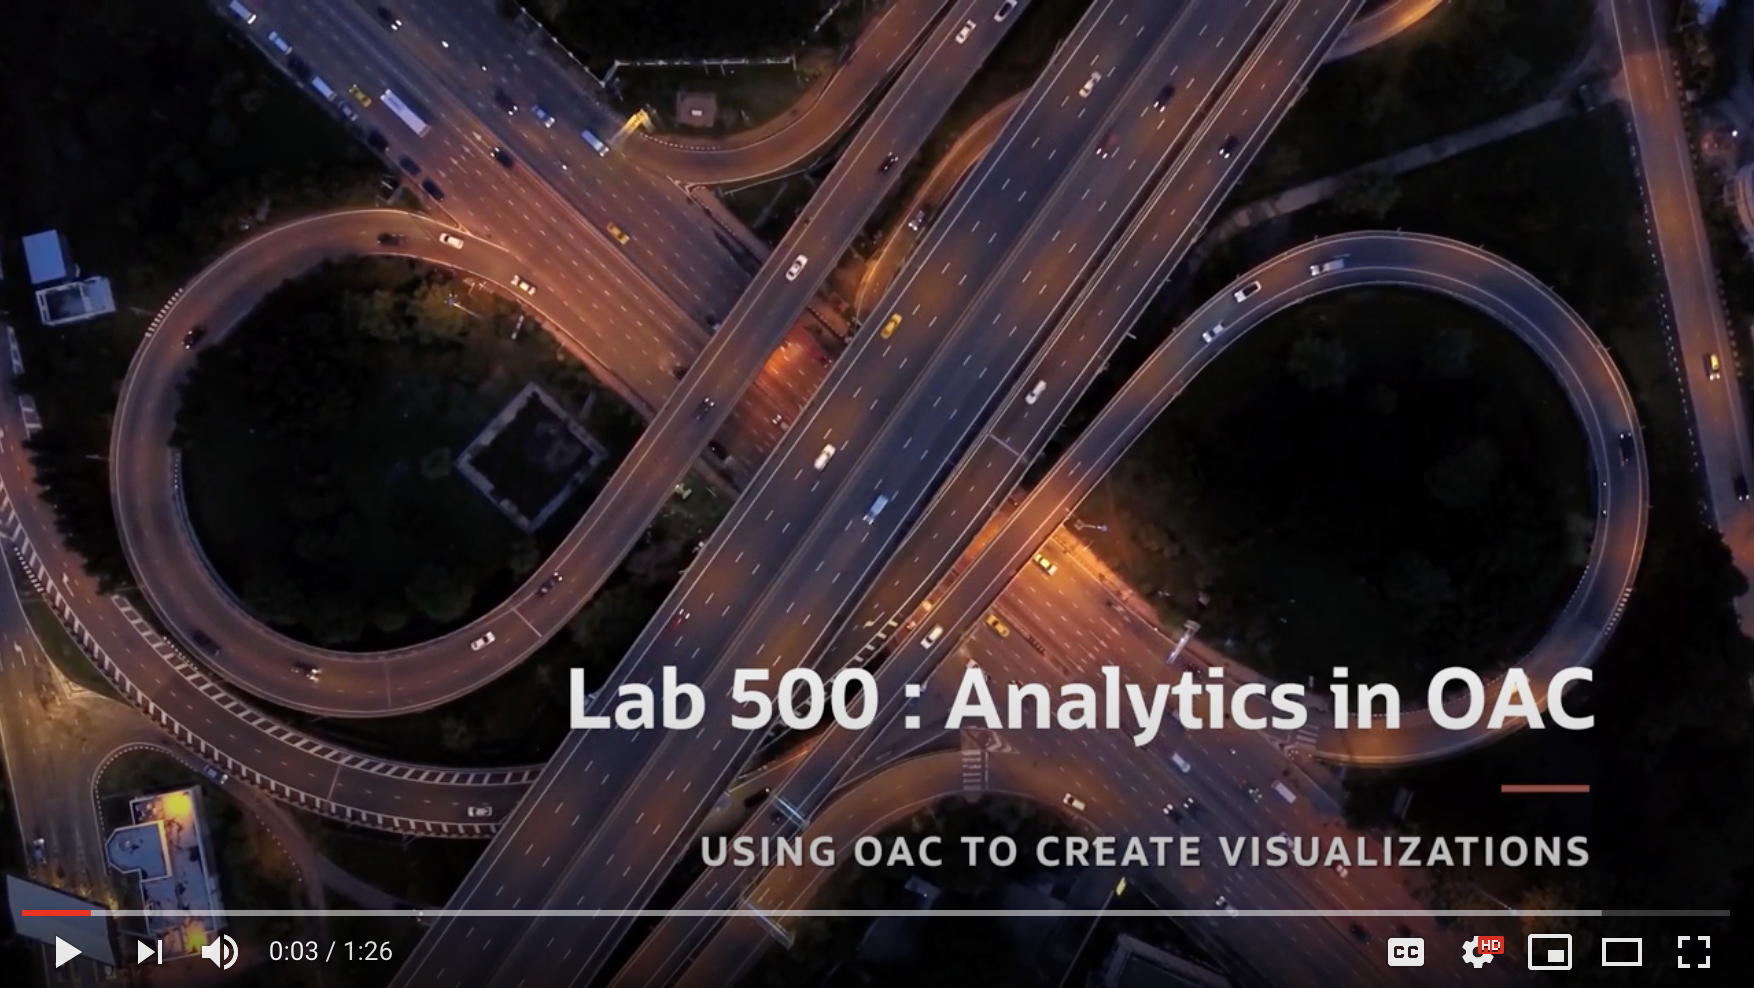 Lab 500 : Analytics in OAC
USING OAC TO CREATE VISUALIZATIONS
0:03 / 1:26
CC
HD